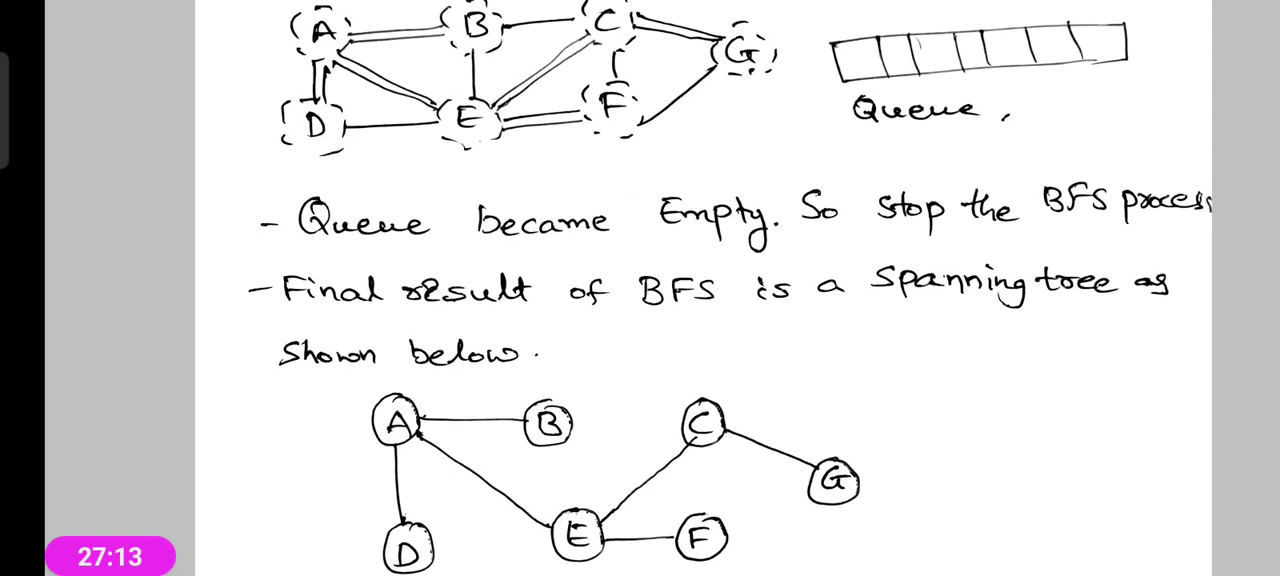 A B C G
D E F
Queue,
- Queue became Empty. So stop the BFS process
- Final result of BFS is a spanning tree as
shown below.
A B C
G
D E F
27:13